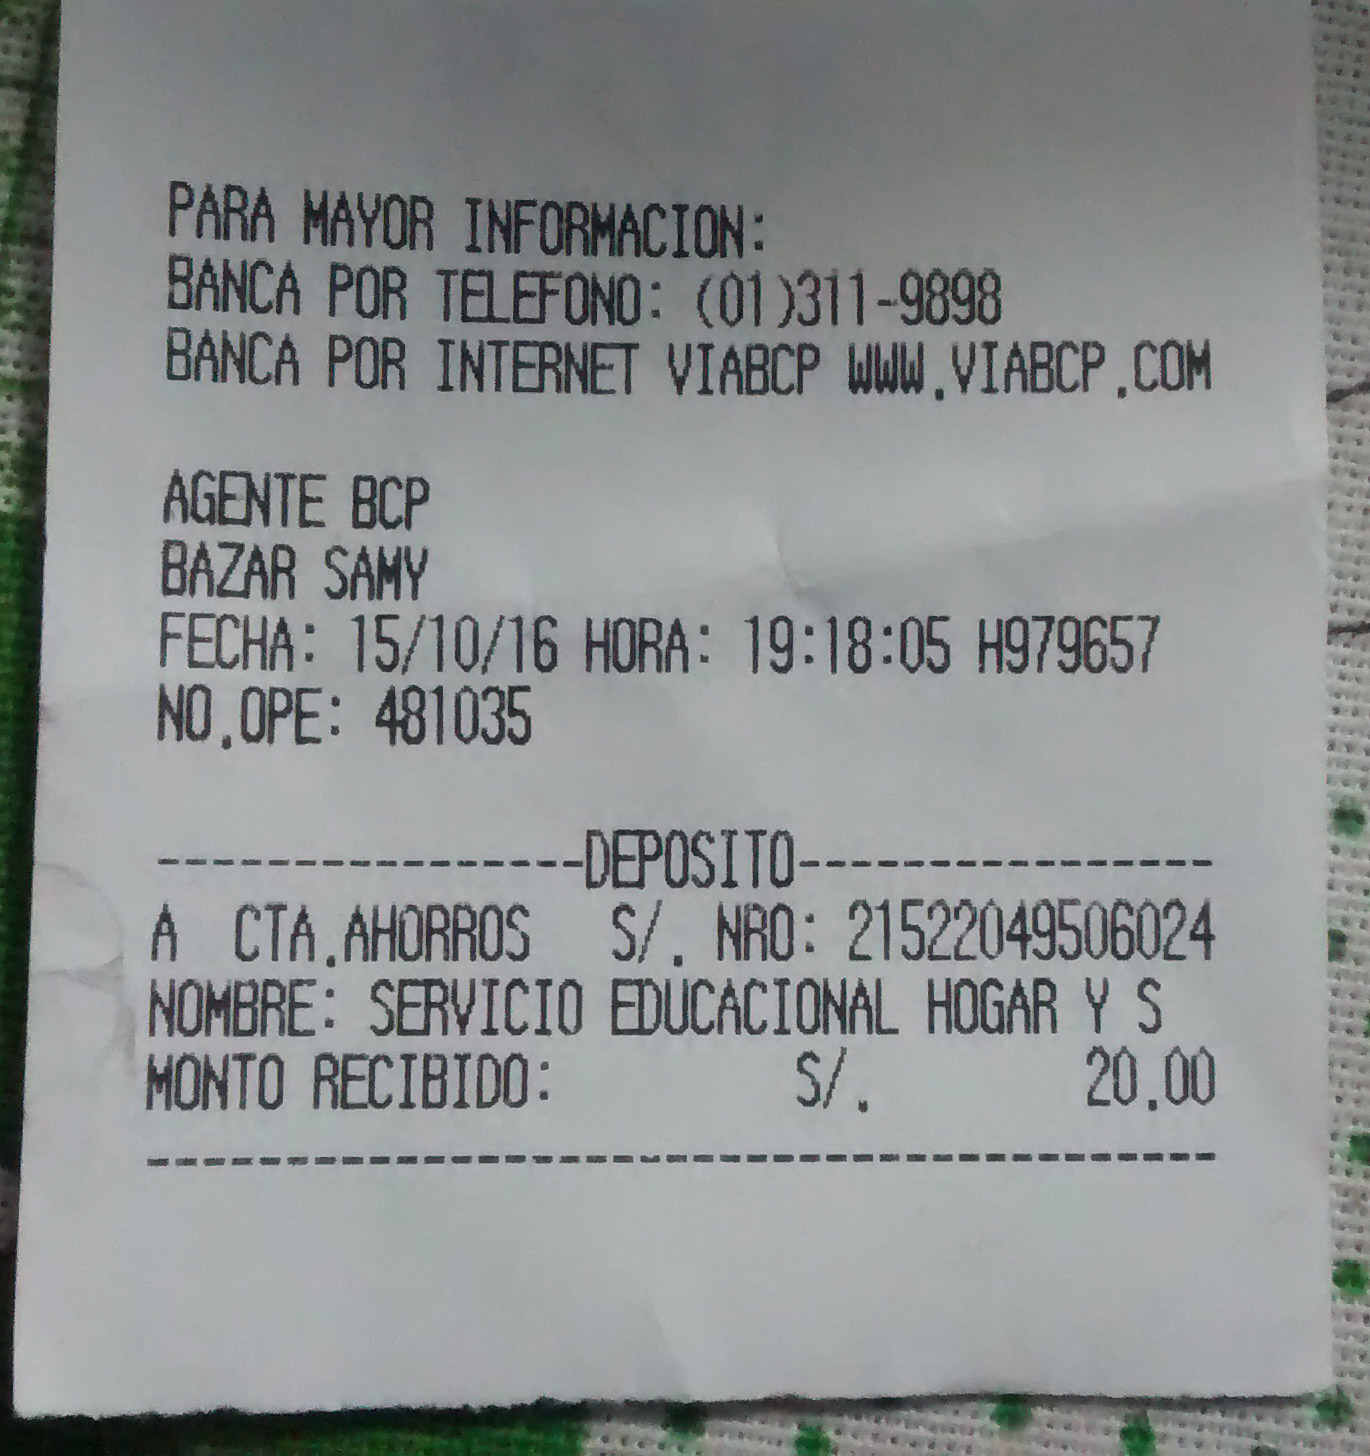 PARA MAYOR INFORMACION:
BANCA POR TELEFONO: (01)311-9898
BANCA POR INTERNET VIABCP WWW.VIABCP.COM
AGENTE BCP
BAZAR SAMY
FECHA: 15/10/16 HORA: 19:18:05 H979657
NO.OPE: 481035
----------------DEPOSITO----------------
A CTA.AHORROS S/. NRO: 21522049506024
NOMBRE: SERVICIO EDUCACIONAL HOGAR Y S
MONTO RECIBIDO: S/. 20.00
---------------------------------------